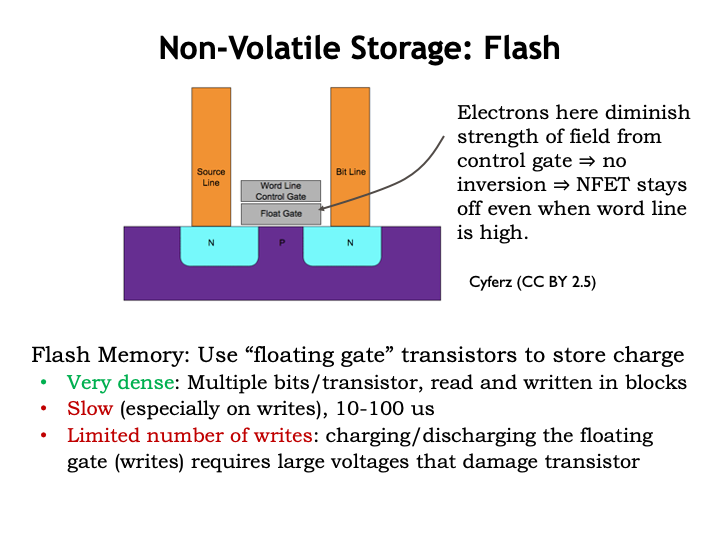 Non-Volatile Storage: Flash
Electrons here diminish
strength of field from
control gate ⇒ no
inversion ⇒ NFET stays
off even when word line
is high.
Source
Line
Bit Line
Word Line
Control Gate
Float Gate
N
P
N
Cyferz (CC BY 2.5)
Flash Memory: Use “floating gate” transistors to store charge
• Very dense: Multiple bits/transistor, read and written in blocks
• Slow (especially on writes), 10-100 us
• Limited number of writes: charging/discharging the floating
gate (writes) requires large voltages that damage transistor